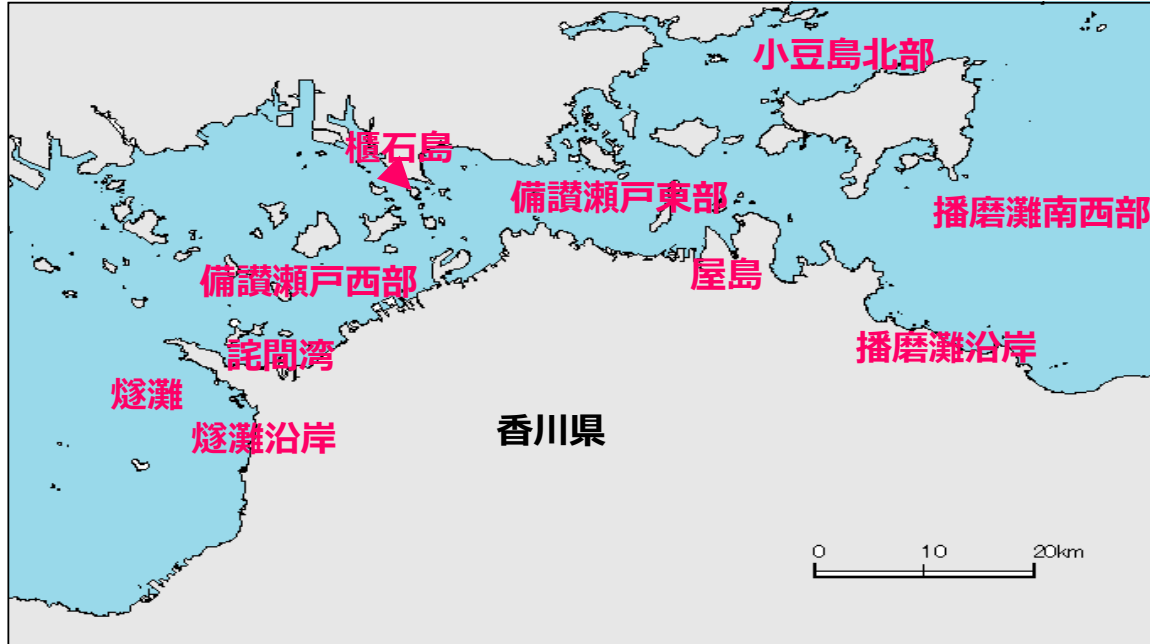 小豆島北部
櫃石島
備讃瀬戸東部
播磨灘南西部
備讃瀬戸西部
屋島
詫間湾
播磨灘沿岸
燧灘
燧灘沿岸
香川県
0 10 20km